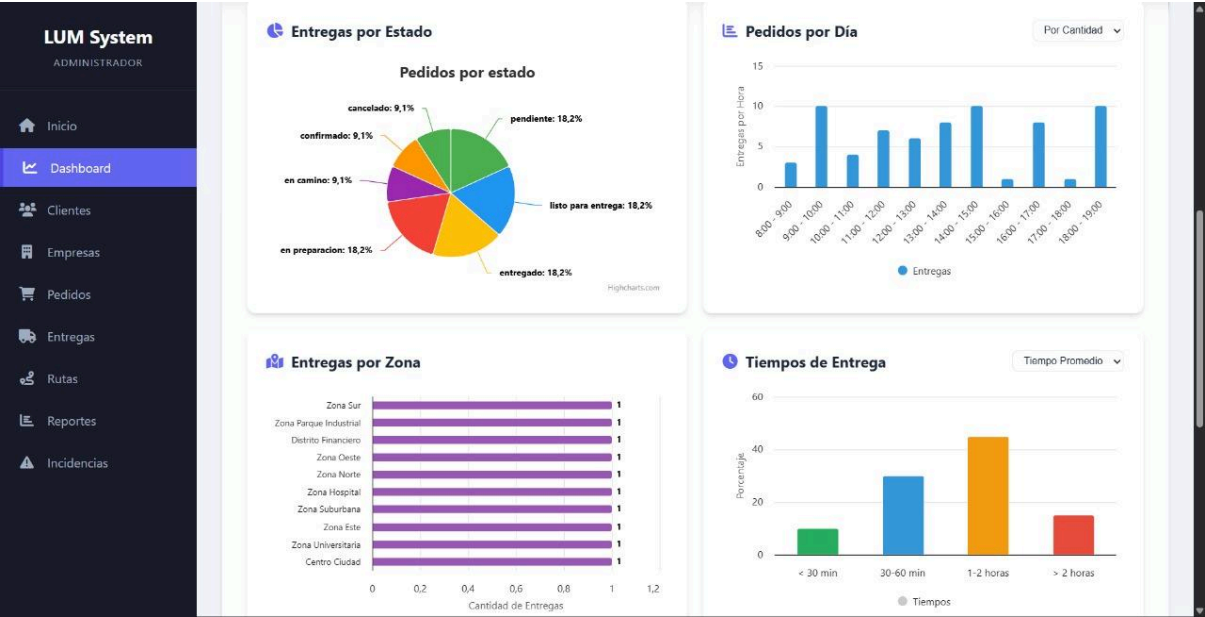 LUM System
ADMINISTRADOR
Inicio
Dashboard
Clientes
Empresas
Pedidos
Entregas
Rutas
Reportes
Incidencias
Entregas por Estado
Pedidos por estado
cancelado: 9,1%
pendiente: 18,2%
confirmado: 9,1%
en camino: 9,1%
listo para entrega: 18,2%
en preparacion: 18,2%
entregado: 18,2%
Highcharts.com
Pedidos por Día
Por Cantidad
Entregas por Hora
15
10
5
0
8:00 - 9:00
9:00 - 10:00
10:00 - 11:00
11:00 - 12:00
12:00 - 13:00
13:00 - 14:00
14:00 - 15:00
15:00 - 16:00
16:00 - 17:00
17:00 - 18:00
18:00 - 19:00
Entregas
Entregas por Zona
Zona Sur 1
Zona Parque Industrial 1
Distrito Financiero 1
Zona Oeste 1
Zona Norte 1
Zona Hospital 1
Zona Suburbana 1
Zona Este 1
Zona Universitaria 1
Centro Ciudad 1
0 0,2 0,4 0,6 0,8 1 1,2
Cantidad de Entregas
Tiempos de Entrega
Tiempo Promedio
Porcentaje
60
40
20
0
< 30 min 30-60 min 1-2 horas > 2 horas
Tiempos